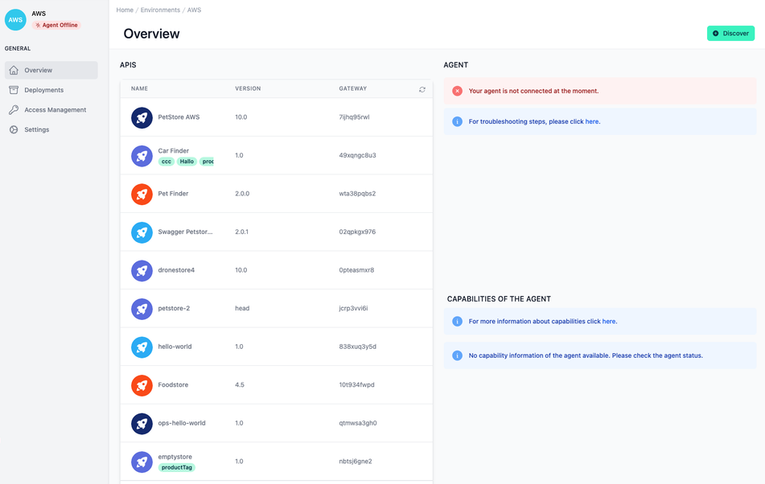 Home / Environments / AWS
AWS
AWS
Agent Offline
GENERAL
Overview
Deployments
Access Management
Settings
Overview
Discover
APIS
NAME VERSION GATEWAY
PetStore AWS 10.0 7ijhq95rwl
Car Finder 1.0 49xqngc8u3
ccc Hallo
Pet Finder 2.0.0 wta38pqbs2
Swagger Petstor... 2.0.1 02qpkgx976
dronestore4 10.0 0pteasmxr8
petstore-2 head jcrp3vvi6i
hello-world 1.0 838xuq3y5d
Foodstore 4.5 10t934fwpd
ops-hello-world 1.0 qtmwsa3gh0
emptystore 1.0 nbtsj6gne2
productTag
AGENT
Your agent is not connected at the moment.
For troubleshooting steps, please click here.
CAPABILITIES OF THE AGENT
For more information about capabilities click here.
No capability information of the agent available. Please check the agent status.